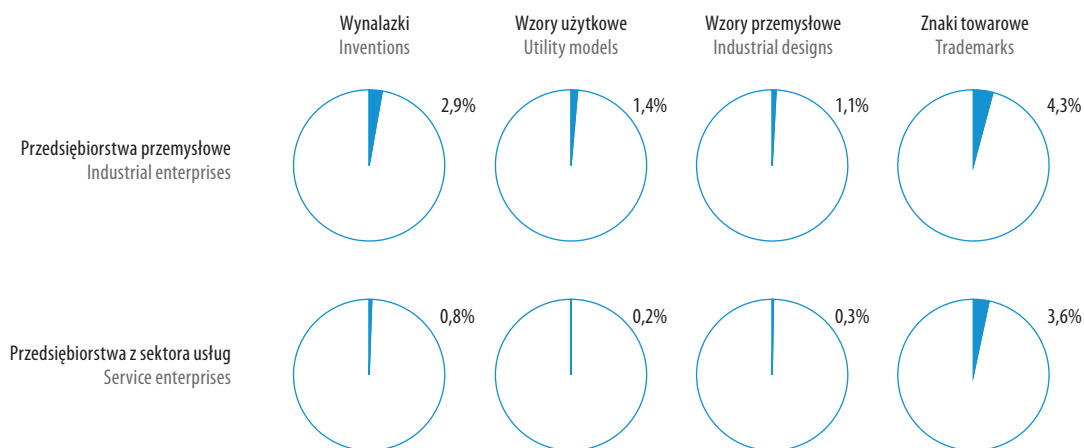 Wynalazki
Inventions
Wzory użytkowe
Utility models
Wzory przemysłowe
Industrial designs
Znaki towarowe
Trademarks
Przedsiębiorstwa przemysłowe
Industrial enterprises
2,9%
1,4%
1,1%
4,3%
Przedsiębiorstwa z sektora usług
Service enterprises
0,8%
0,2%
0,3%
3,6%